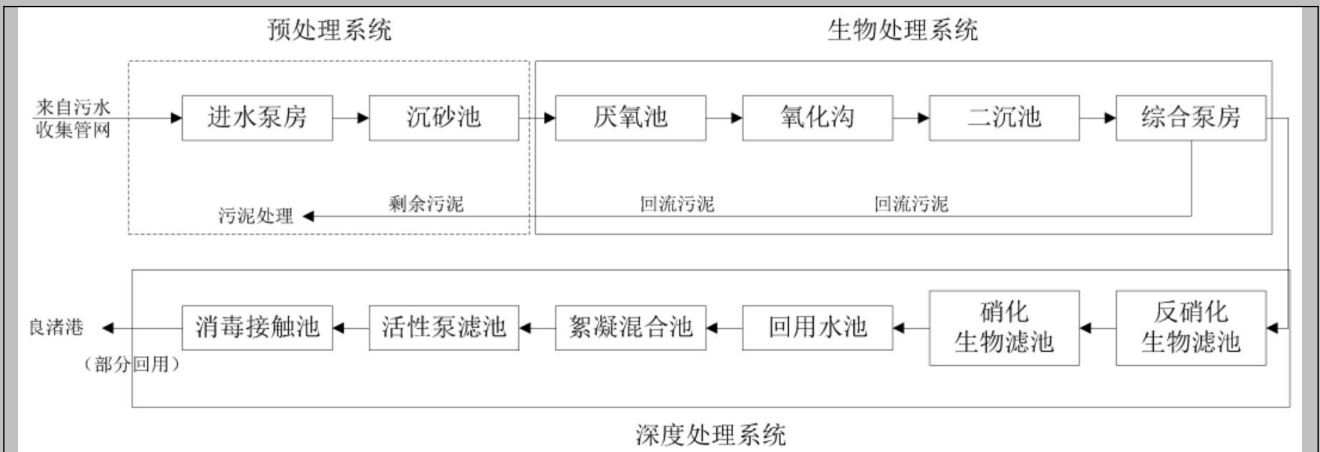 预处理系统
生物处理系统
来自污水
收集管网
进水泵房
沉砂池
厌氧池
氧化沟
二沉池
综合泵房
污泥处理
剩余污泥
回流污泥
回流污泥
良渚港
（部分回用）
消毒接触池
活性泵滤池
絮凝混合池
回用水池
硝化
生物滤池
反硝化
生物滤池
深度处理系统